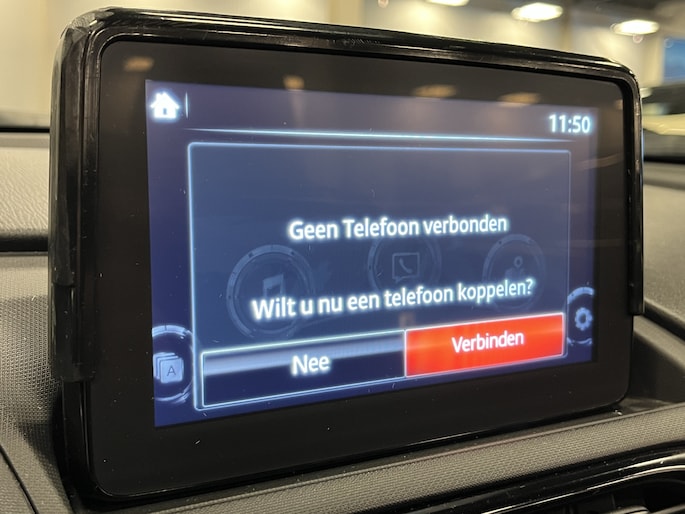 11:50
Geen Telefoon verbonden
Wilt u nu een telefoon koppelen?
Nee
Verbinden
A